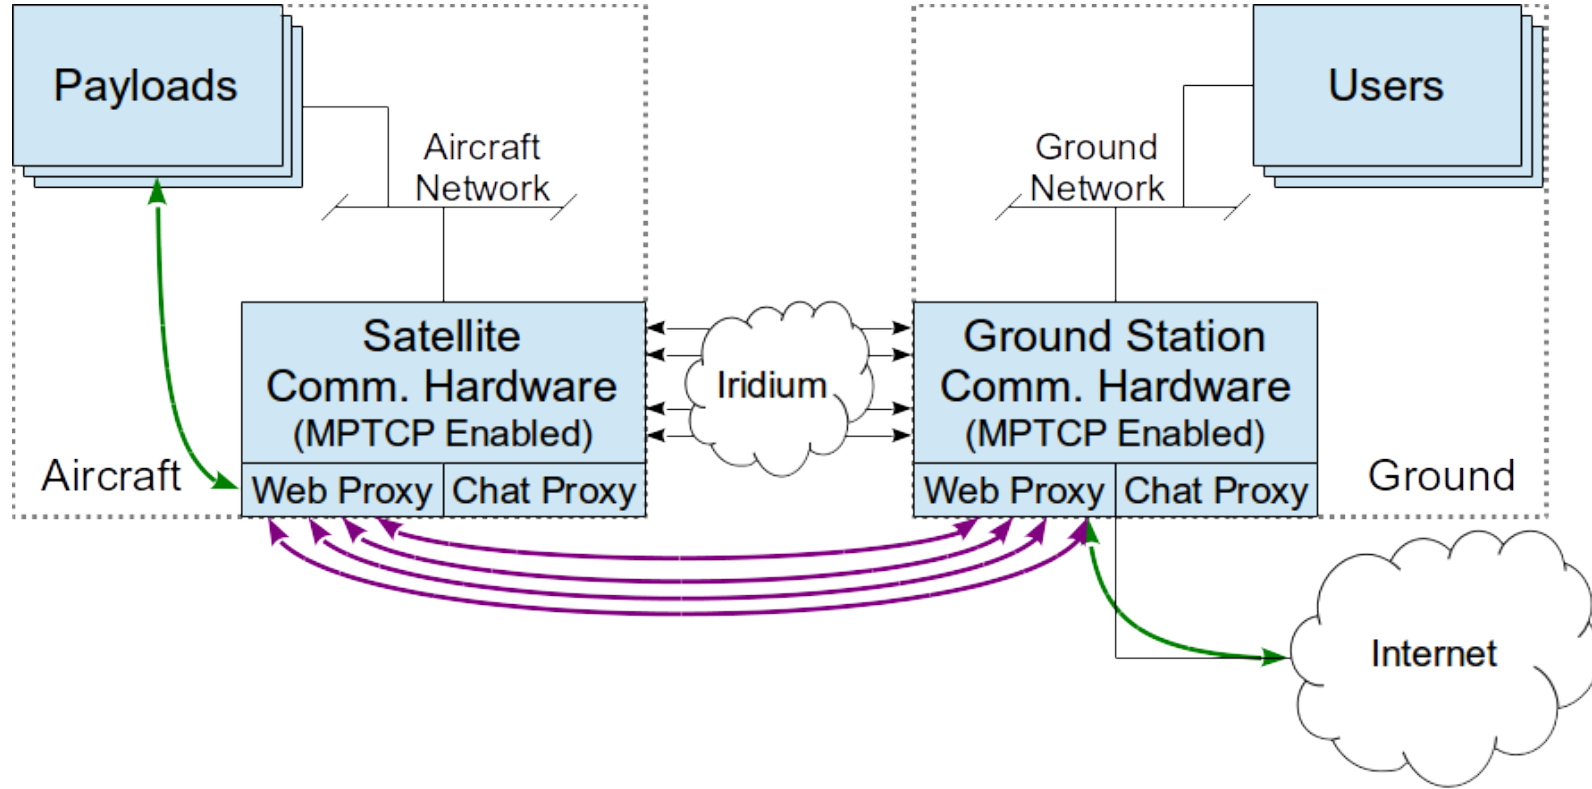 Payloads
Aircraft
Network
Ground
Network
Users
Satellite
Comm. Hardware
(MPTCP Enabled)
Web Proxy
Chat Proxy
Aircraft
Iridium
Ground Station
Comm. Hardware
(MPTCP Enabled)
Web Proxy
Chat Proxy
Ground
Internet